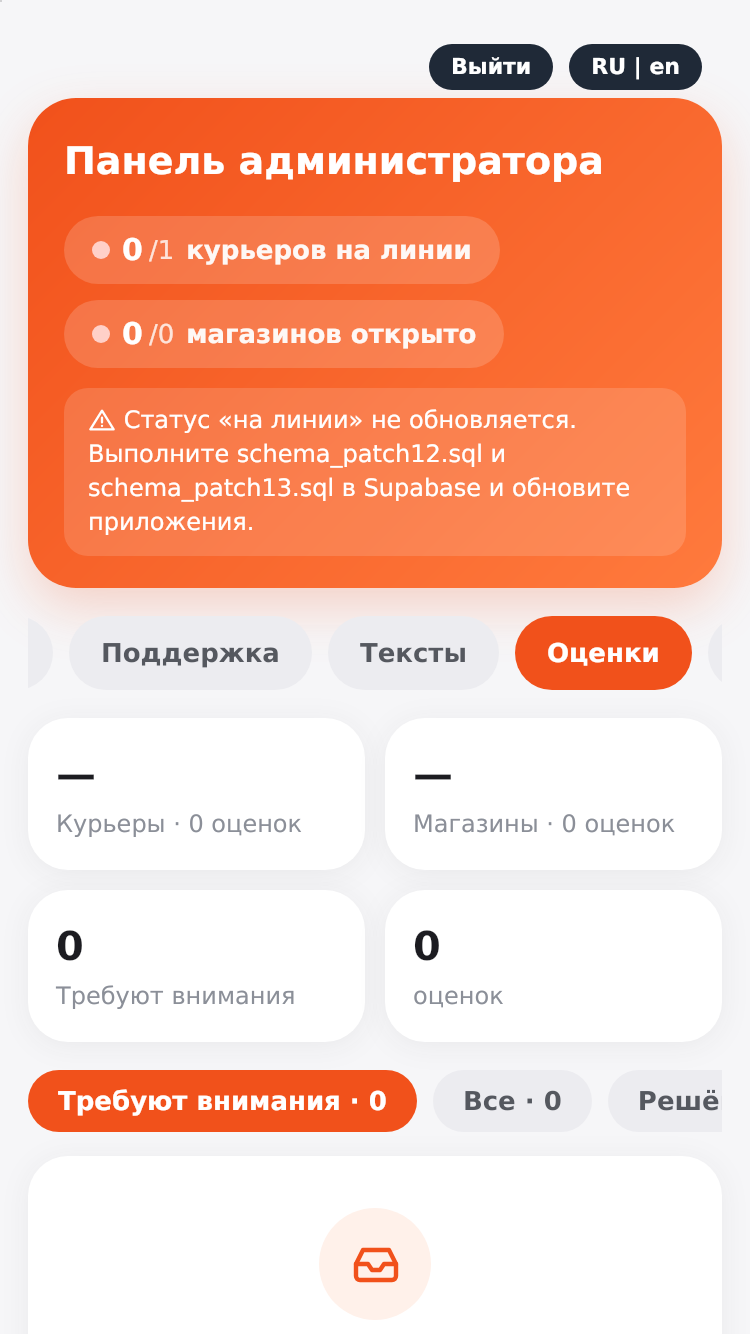 Выйти
RU | en
Панель администратора
0 /1 курьеров на линии
0 /0 магазинов открыто
Статус «на линии» не обновляется.
Выполните schema_patch12.sql и
schema_patch13.sql в Supabase и обновите
приложения.
Поддержка
Тексты
Оценки
—
Курьеры · 0 оценок
—
Магазины · 0 оценок
0
Требуют внимания
0
оценок
Требуют внимания · 0
Все · 0
Решё